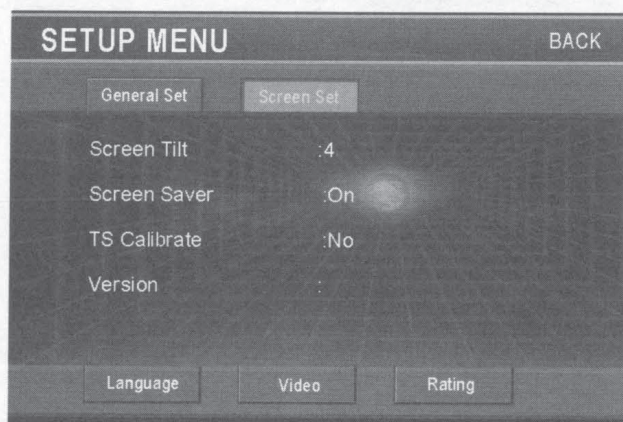 SETUP MENU BACK
General Set Screen Set
Screen Tilt :4
Screen Saver :On
TS Calibrate :No
Version :
Language Video Rating